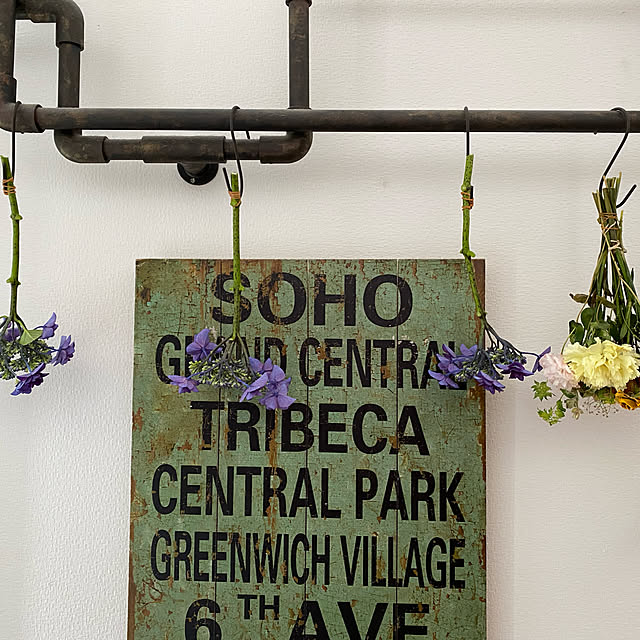 SOHO
GRAND CENTRAL
TRIBECA
CENTRAL PARK
GREENWICH VILLAGE
6TH AVE